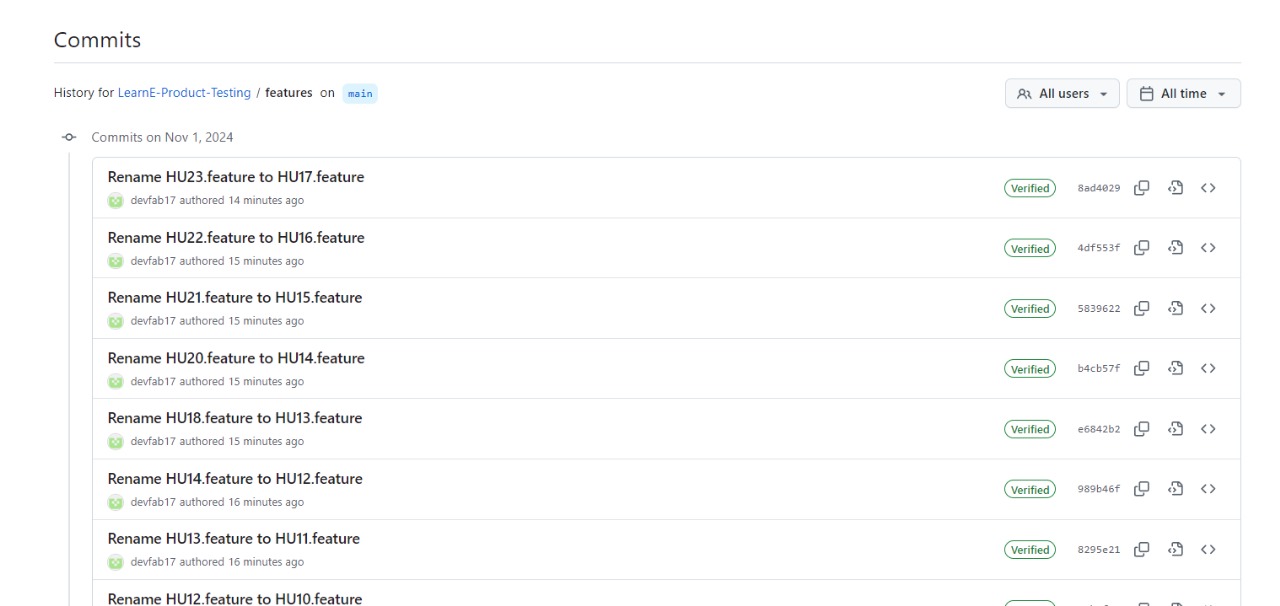 Commits
History for LearnE-Product-Testing / features on main
All users
All time
Commits on Nov 1, 2024
Rename HU23.feature to HU17.feature
devfab17 authored 14 minutes ago
Verified 8ad4029
Rename HU22.feature to HU16.feature
devfab17 authored 15 minutes ago
Verified 4df553f
Rename HU21.feature to HU15.feature
devfab17 authored 15 minutes ago
Verified 5839622
Rename HU20.feature to HU14.feature
devfab17 authored 15 minutes ago
Verified b4cb57f
Rename HU18.feature to HU13.feature
devfab17 authored 15 minutes ago
Verified e6842b2
Rename HU14.feature to HU12.feature
devfab17 authored 16 minutes ago
Verified 989b46f
Rename HU13.feature to HU11.feature
devfab17 authored 16 minutes ago
Verified 8295e21
Rename HU12.feature to HU10.feature